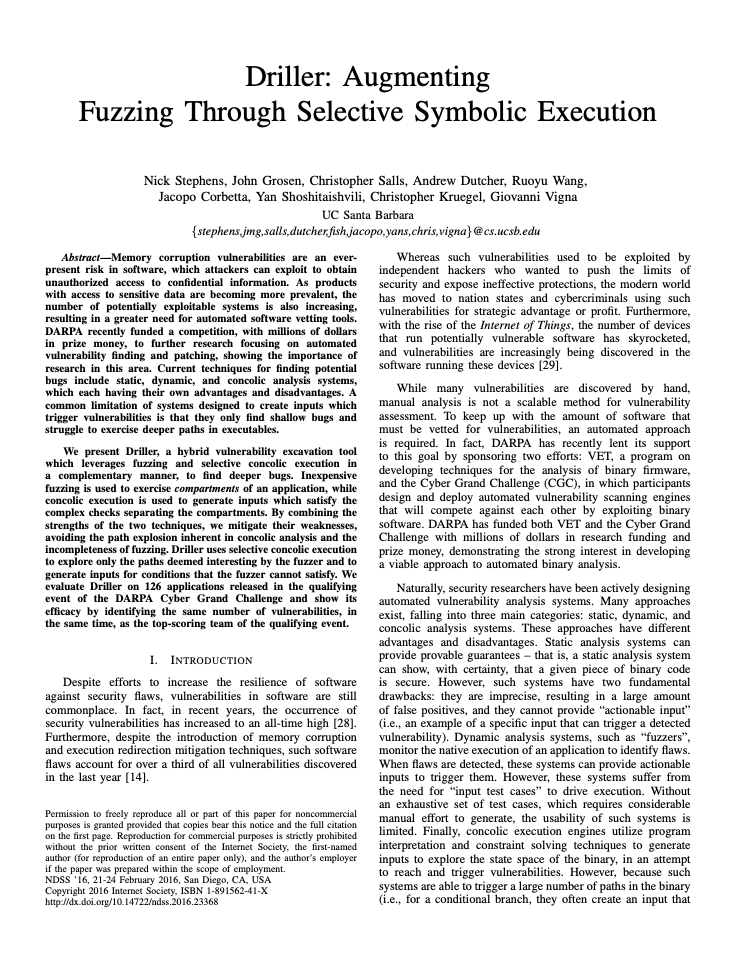 Driller: Augmenting
Fuzzing Through Selective Symbolic Execution
Nick Stephens, John Grosen, Christopher Salls, Andrew Dutcher, Ruoyu Wang,
Jacopo Corbetta, Yan Shoshitaishvili, Christopher Kruegel, Giovanni Vigna
UC Santa Barbara
{stephens,jmg,salls,dutcher,fish,jacopo,yans,chris,vigna}@cs.ucsb.edu
Abstract—Memory corruption vulnerabilities are an ever-
present risk in software, which attackers can exploit to obtain
unauthorized access to confidential information. As products
with access to sensitive data are becoming more prevalent, the
number of potentially exploitable systems is also increasing,
resulting in a greater need for automated software vetting tools.
DARPA recently funded a competition, with millions of dollars
in prize money, to further research focusing on automated
vulnerability finding and patching, showing the importance of
research in this area. Current techniques for finding potential
bugs include static, dynamic, and concolic analysis systems,
which each having their own advantages and disadvantages. A
common limitation of systems designed to create inputs which
trigger vulnerabilities is that they only find shallow bugs and
struggle to exercise deeper paths in executables.
We present Driller, a hybrid vulnerability excavation tool
which leverages fuzzing and selective concolic execution in
a complementary manner, to find deeper bugs. Inexpensive
fuzzing is used to exercise compartments of an application, while
concolic execution is used to generate inputs which satisfy the
complex checks separating the compartments. By combining the
strengths of the two techniques, we mitigate their weaknesses,
avoiding the path explosion inherent in concolic analysis and the
incompleteness of fuzzing. Driller uses selective concolic execution
to explore only the paths deemed interesting by the fuzzer and to
generate inputs for conditions that the fuzzer cannot satisfy. We
evaluate Driller on 126 applications released in the qualifying
event of the DARPA Cyber Grand Challenge and show its
efficacy by identifying the same number of vulnerabilities, in
the same time, as the top-scoring team of the qualifying event.
I. INTRODUCTION
Despite efforts to increase the resilience of software
against security flaws, vulnerabilities in software are still
commonplace. In fact, in recent years, the occurrence of
security vulnerabilities has increased to an all-time high [28].
Furthermore, despite the introduction of memory corruption
and execution redirection mitigation techniques, such software
flaws account for over a third of all vulnerabilities discovered
in the last year [14].
Permission to freely reproduce all or part of this paper for noncommercial
purposes is granted provided that copies bear this notice and the full citation
on the first page. Reproduction for commercial purposes is strictly prohibited
without the prior written consent of the Internet Society, the first-named
author (for reproduction of an entire paper only), and the author's employer
if the paper was prepared within the scope of employment.
NDSS '16, 21-24 February 2016, San Diego, CA, USA
Copyright 2016 Internet Society, ISBN 1-891562-41-X
http://dx.doi.org/10.14722/ndss.2016.23368
Whereas such vulnerabilities used to be exploited by
independent hackers who wanted to push the limits of
security and expose ineffective protections, the modern world
has moved to nation states and cybercriminals using such
vulnerabilities for strategic advantage or profit. Furthermore,
with the rise of the Internet of Things, the number of devices
that run potentially vulnerable software has skyrocketed,
and vulnerabilities are increasingly being discovered in the
software running these devices [29].
While many vulnerabilities are discovered by hand,
manual analysis is not a scalable method for vulnerability
assessment. To keep up with the amount of software that
must be vetted for vulnerabilities, an automated approach
is required. In fact, DARPA has recently lent its support
to this goal by sponsoring two efforts: VET, a program on
developing techniques for the analysis of binary firmware,
and the Cyber Grand Challenge (CGC), in which participants
design and deploy automated vulnerability scanning engines
that will compete against each other by exploiting binary
software. DARPA has funded both VET and the Cyber Grand
Challenge with millions of dollars in research funding and
prize money, demonstrating the strong interest in developing
a viable approach to automated binary analysis.
Naturally, security researchers have been actively designing
automated vulnerability analysis systems. Many approaches
exist, falling into three main categories: static, dynamic, and
concolic analysis systems. These approaches have different
advantages and disadvantages. Static analysis systems can
provide provable guarantees – that is, a static analysis system
can show, with certainty, that a given piece of binary code
is secure. However, such systems have two fundamental
drawbacks: they are imprecise, resulting in a large amount
of false positives, and they cannot provide “actionable input”
(i.e., an example of a specific input that can trigger a detected
vulnerability). Dynamic analysis systems, such as “fuzzers”,
monitor the native execution of an application to identify flaws.
When flaws are detected, these systems can provide actionable
inputs to trigger them. However, these systems suffer from
the need for “input test cases” to drive execution. Without
an exhaustive set of test cases, which requires considerable
manual effort to generate, the usability of such systems is
limited. Finally, concolic execution engines utilize program
interpretation and constraint solving techniques to generate
inputs to explore the state space of the binary, in an attempt
to reach and trigger vulnerabilities. However, because such
systems are able to trigger a large number of paths in the binary
(i.e., for a conditional branch, they often create an input that